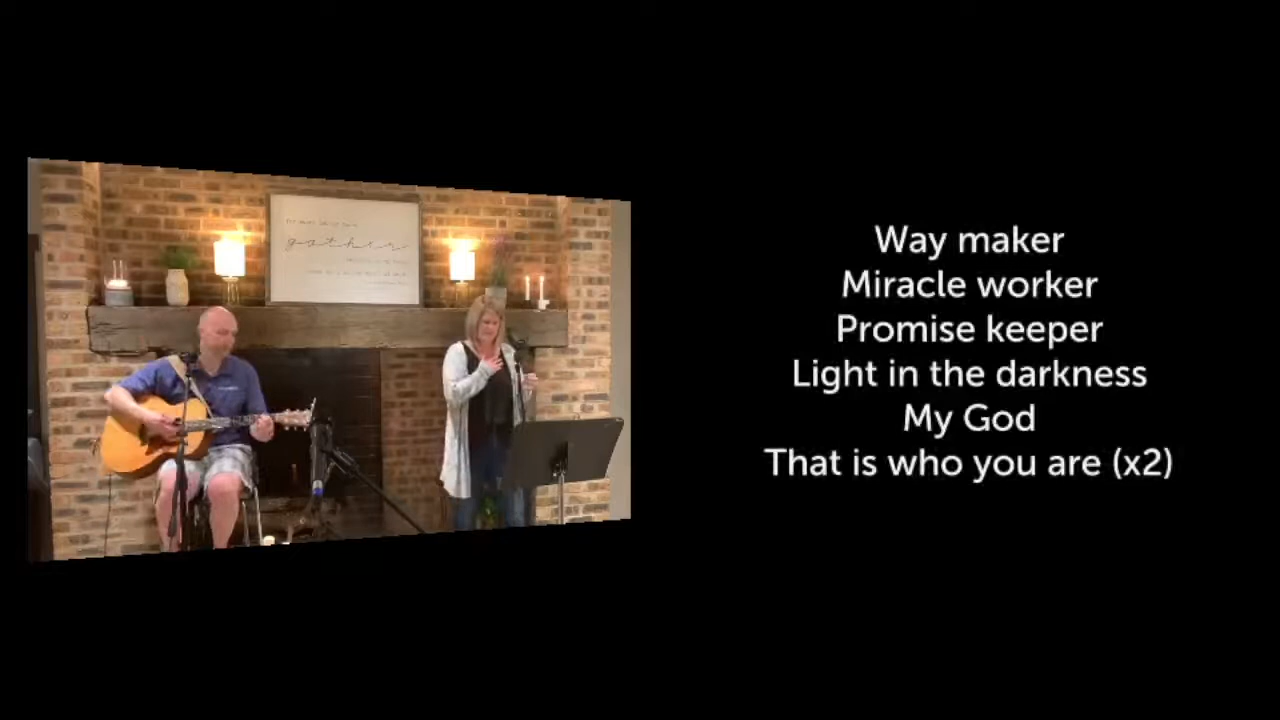 gather
Way maker
Miracle worker
Promise keeper
Light in the darkness
My God
That is who you are (x2)